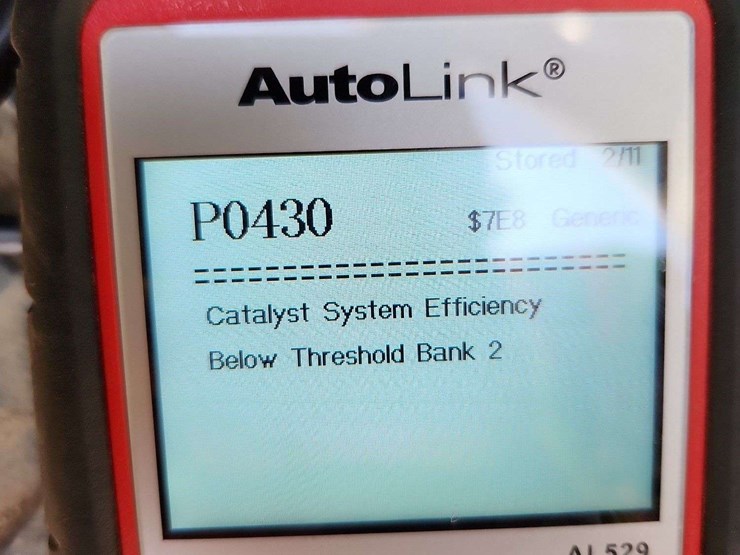 AutoLink®
Stored 2/11
P0430 $7E8 Generic
==========================
Catalyst System Efficiency
Below Threshold Bank 2
AL529